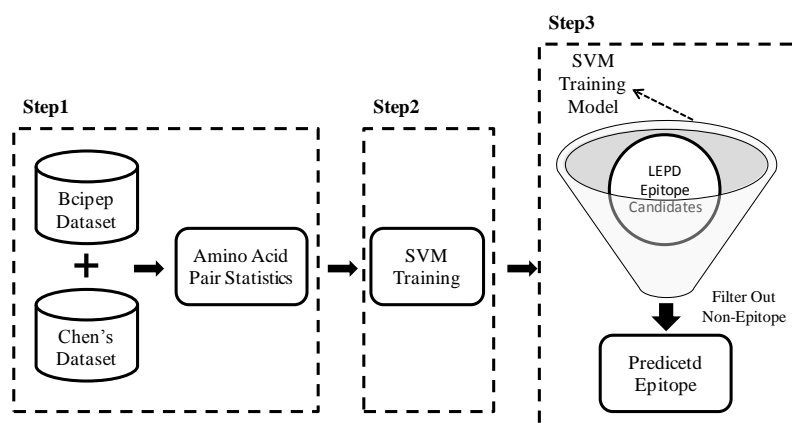 Step1
Bcipep
Dataset
+
Chen's
Dataset
Amino Acid
Pair Statistics
Step2
SVM
Training
Step3
SVM
Training
Model
LEPD
Epitope
Candidates
Filter Out
Non-Epitope
Predicetd
Epitope